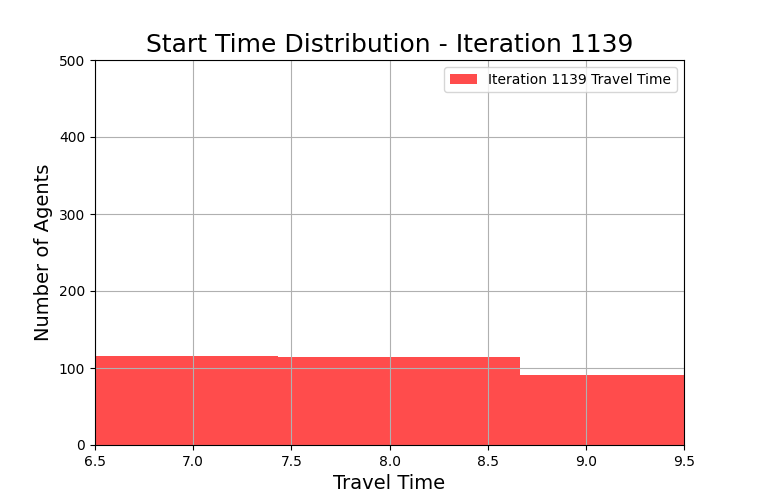 Start Time Distribution - Iteration 1139
Iteration 1139 Travel Time
Number of Agents
500
400
300
200
100
0
6.5 7.0 7.5 8.0 8.5 9.0 9.5
Travel Time